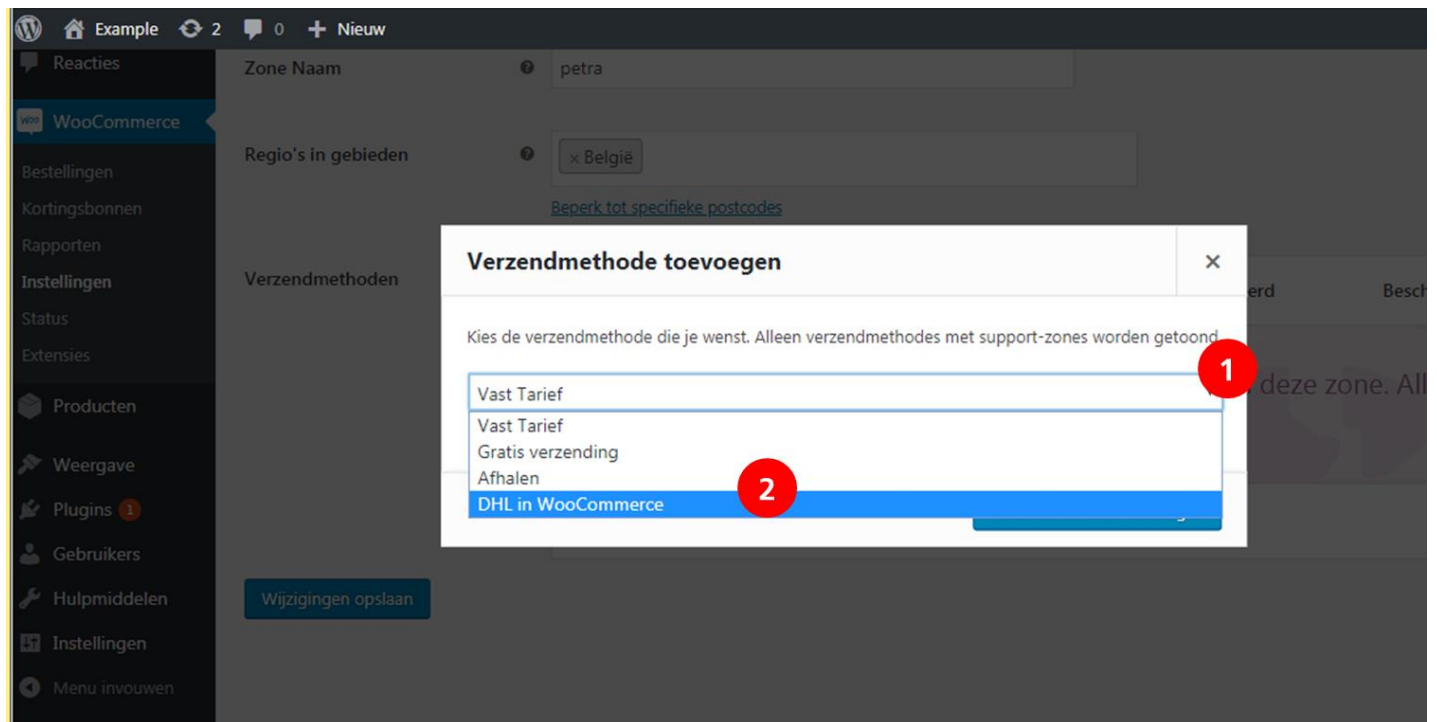 Example 2 0 + Nieuw
Reacties
WooCommerce
Bestellingen
Kortingsbonnen
Rapporten
Instellingen
Status
Extensies
Producten
Weergave
Plugins 1
Gebruikers
Hulpmiddelen
Instellingen
Menu invouwen
Zone Naam petra
Regio's in gebieden × België
Beperk tot specifieke postcodes
Verzendmethoden
erd Besch
deze zone. All
Verzendmethode toevoegen ×
Kies de verzendmethode die je wenst. Alleen verzendmethodes met support-zones worden getoond
1
Vast Tarief
Vast Tarief
Gratis verzending
Afhalen
2
DHL in WooCommerce
Wijzigingen opslaan